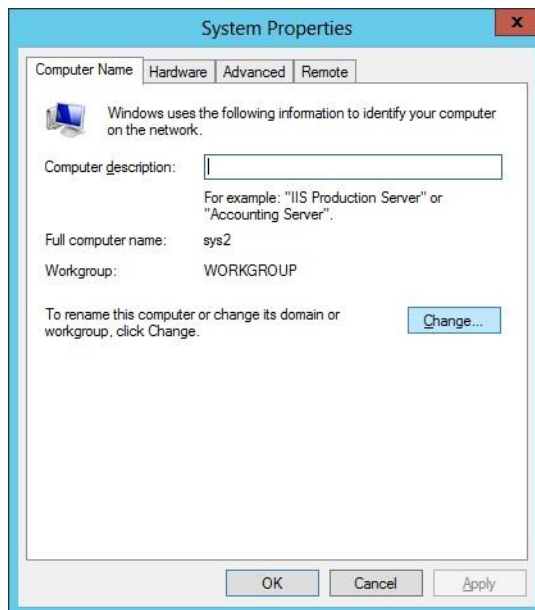 System Properties
x
Computer Name Hardware Advanced Remote
Windows uses the following information to identify your computer
on the network.
Computer description:
For example: "IIS Production Server" or
"Accounting Server".
Full computer name: sys2
Workgroup: WORKGROUP
To rename this computer or change its domain or
workgroup, click Change.
Change...
OK Cancel Apply